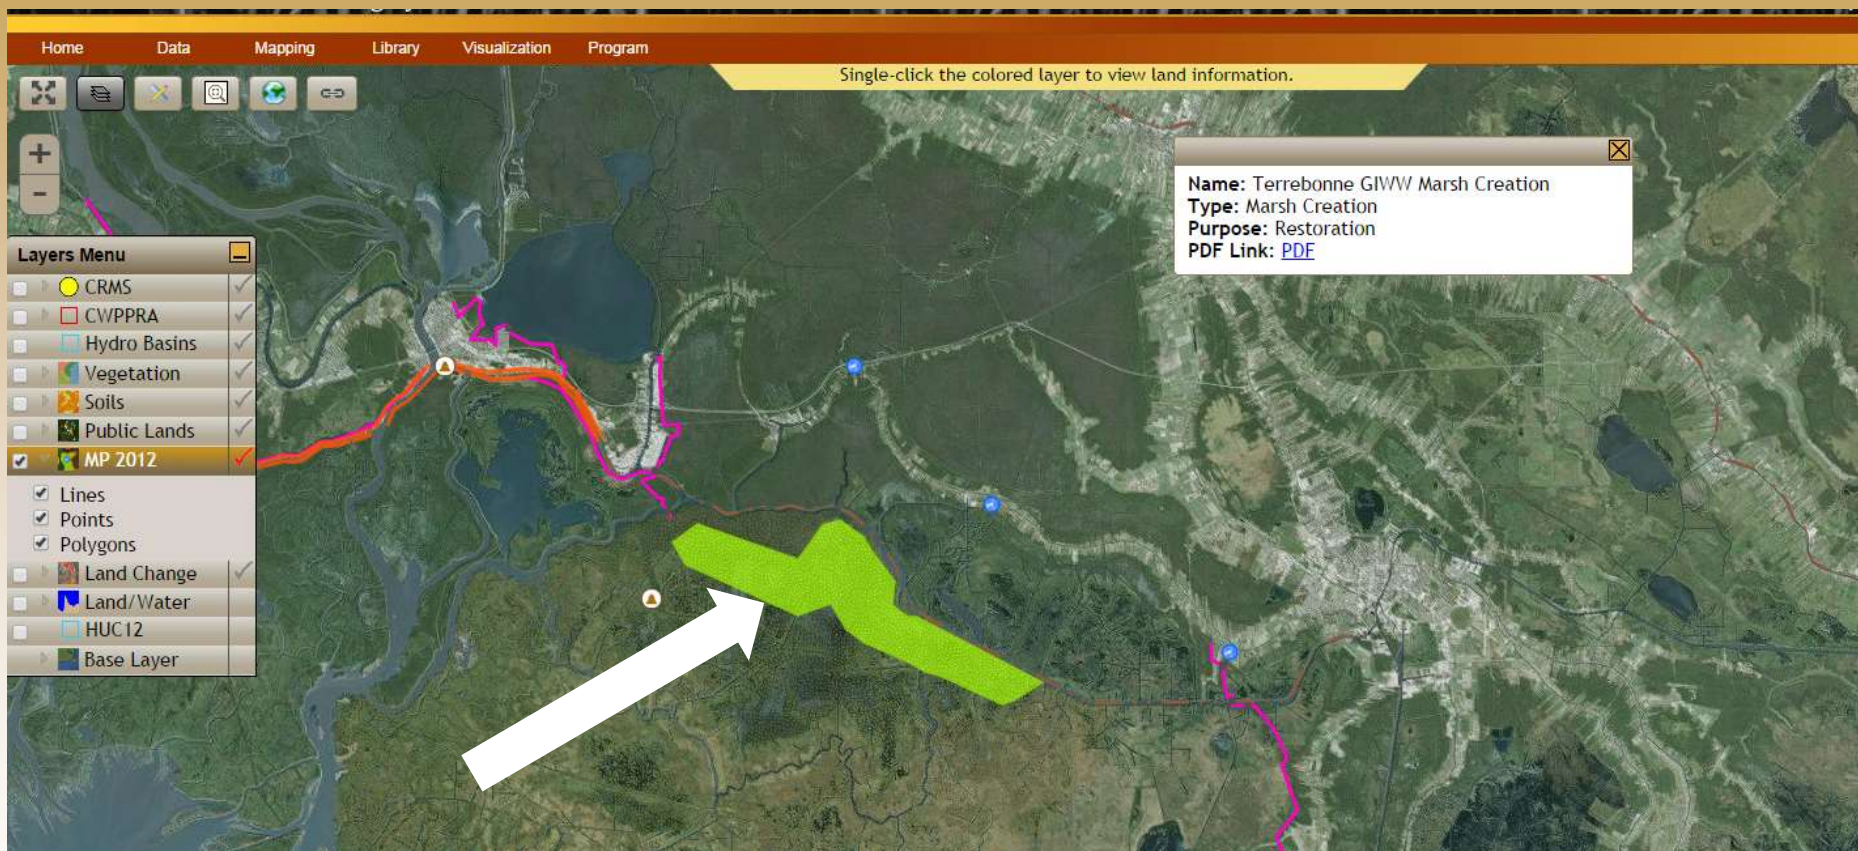 Home Data Mapping Library Visualization Program
Single-click the colored layer to view land information.
Name: Terrebonne GIWW Marsh Creation
Type: Marsh Creation
Purpose: Restoration
PDF Link: PDF
Layers Menu
CRMS
CWPPRA
Hydro Basins
Vegetation
Soils
Public Lands
MP 2012
Lines
Points
Polygons
Land Change
Land/Water
HUC12
Base Layer